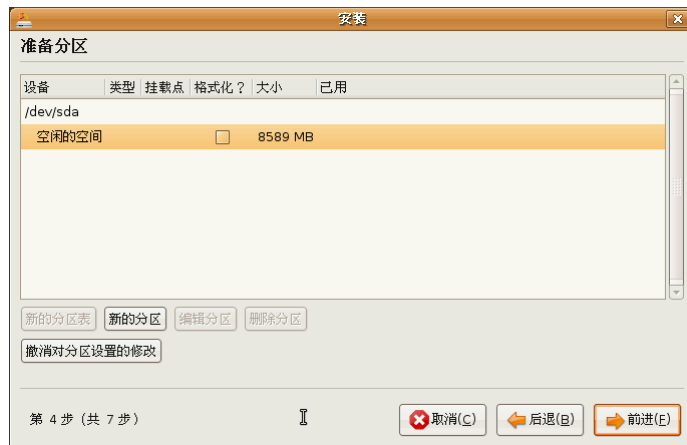 安装
准备分区
设备 类型 挂载点 格式化？ 大小 已用
/dev/sda
空闲的空间 8589 MB
新的分区表 新的分区 编辑分区 删除分区
撤消对分区设置的修改
第 4 步 (共 7 步) 取消(C) 后退(B) 前进(F)